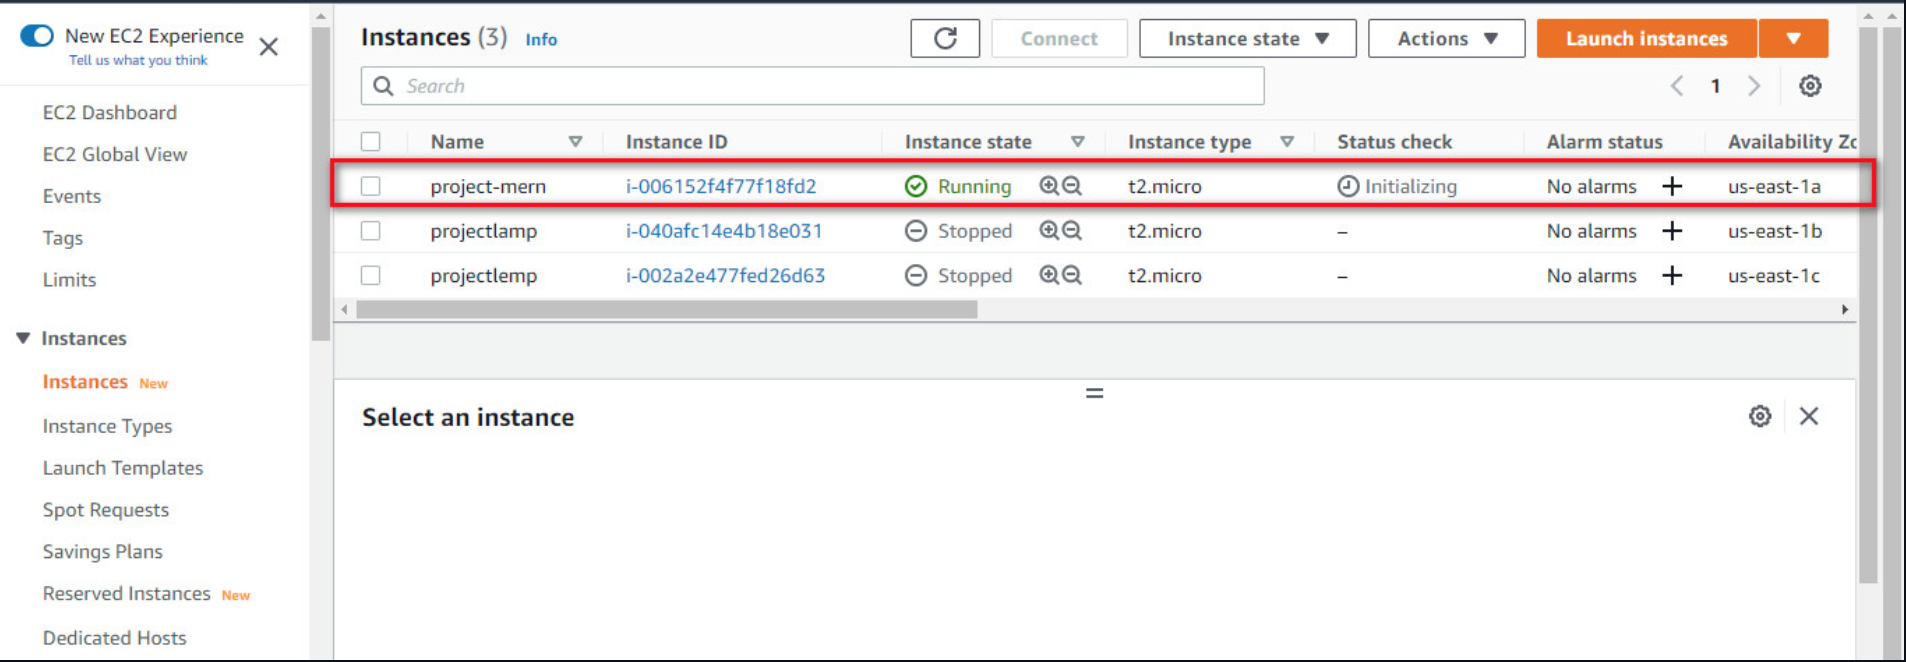 New EC2 Experience
Tell us what you think
EC2 Dashboard
EC2 Global View
Events
Tags
Limits
Instances
Instances New
Instance Types
Launch Templates
Spot Requests
Savings Plans
Reserved Instances New
Dedicated Hosts
Instances (3) Info
Connect
Instance state
Actions
Launch instances
Search
1
Name Instance ID Instance state Instance type Status check Alarm status Availability Zo
project-mern i-006152f4f77f18fd2 Running t2.micro Initializing No alarms + us-east-1a
projectlamp i-040afc14e4b18e031 Stopped t2.micro – No alarms + us-east-1b
projectlemp i-002a2e477fed26d63 Stopped t2.micro – No alarms + us-east-1c
Select an instance